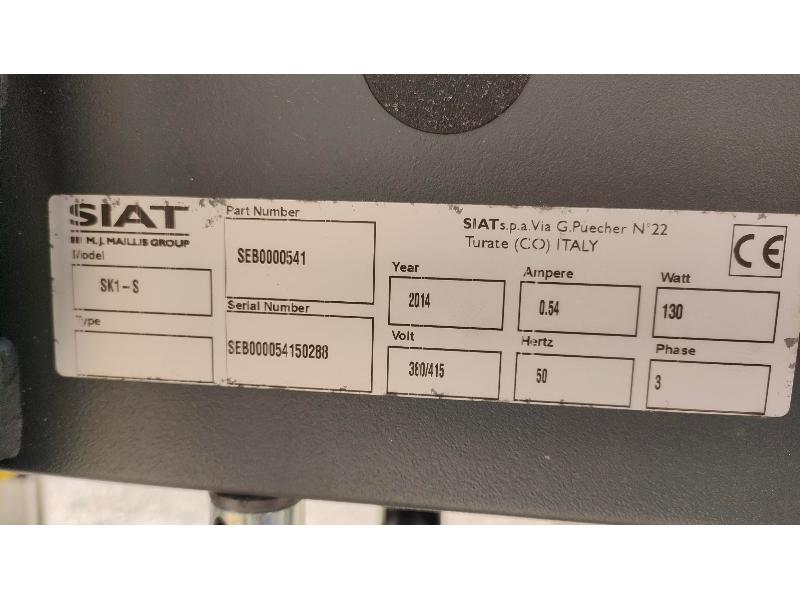 SIAT
M.J. MAILLIS GROUP
Model
SK1-S
Type
Part Number
SEB0000541
Serial Number
SEB000054150288
SIAT s.p.a. Via G.Puecher N°22
Turate (CO) ITALY
CE
Year
2014
Ampere
0.54
Watt
130
Volt
380/415
Hertz
50
Phase
3